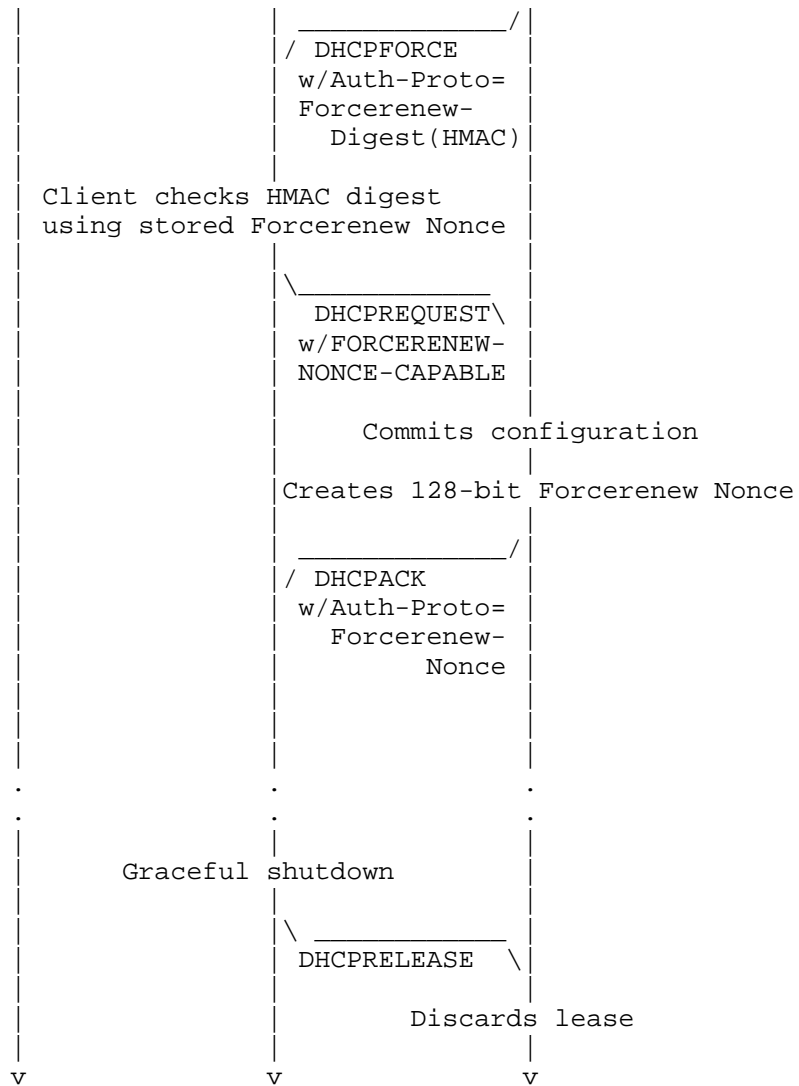 DHCPFORCE
w/Auth-Proto=
Forcerenew-
Digest(HMAC)
Client checks HMAC digest
using stored Forcerenew Nonce
DHCPREQUEST
w/FORCERENEW-
NONCE-CAPABLE
Commits configuration
Creates 128-bit Forcerenew Nonce
DHCPACK
w/Auth-Proto=
Forcerenew-
Nonce
Graceful shutdown
DHCPRELEASE
Discards lease
v v v